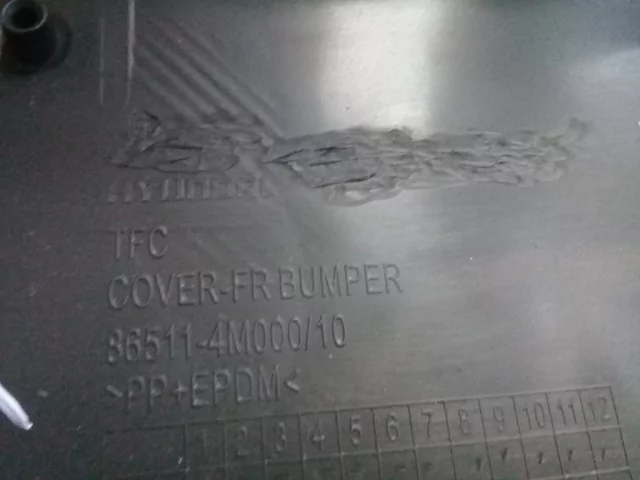 TFC
COVER-FR BUMPER
86511-4M000/10
>PP+EPDM<
1 2 3 4 5 6 7 8 9 10 11 12